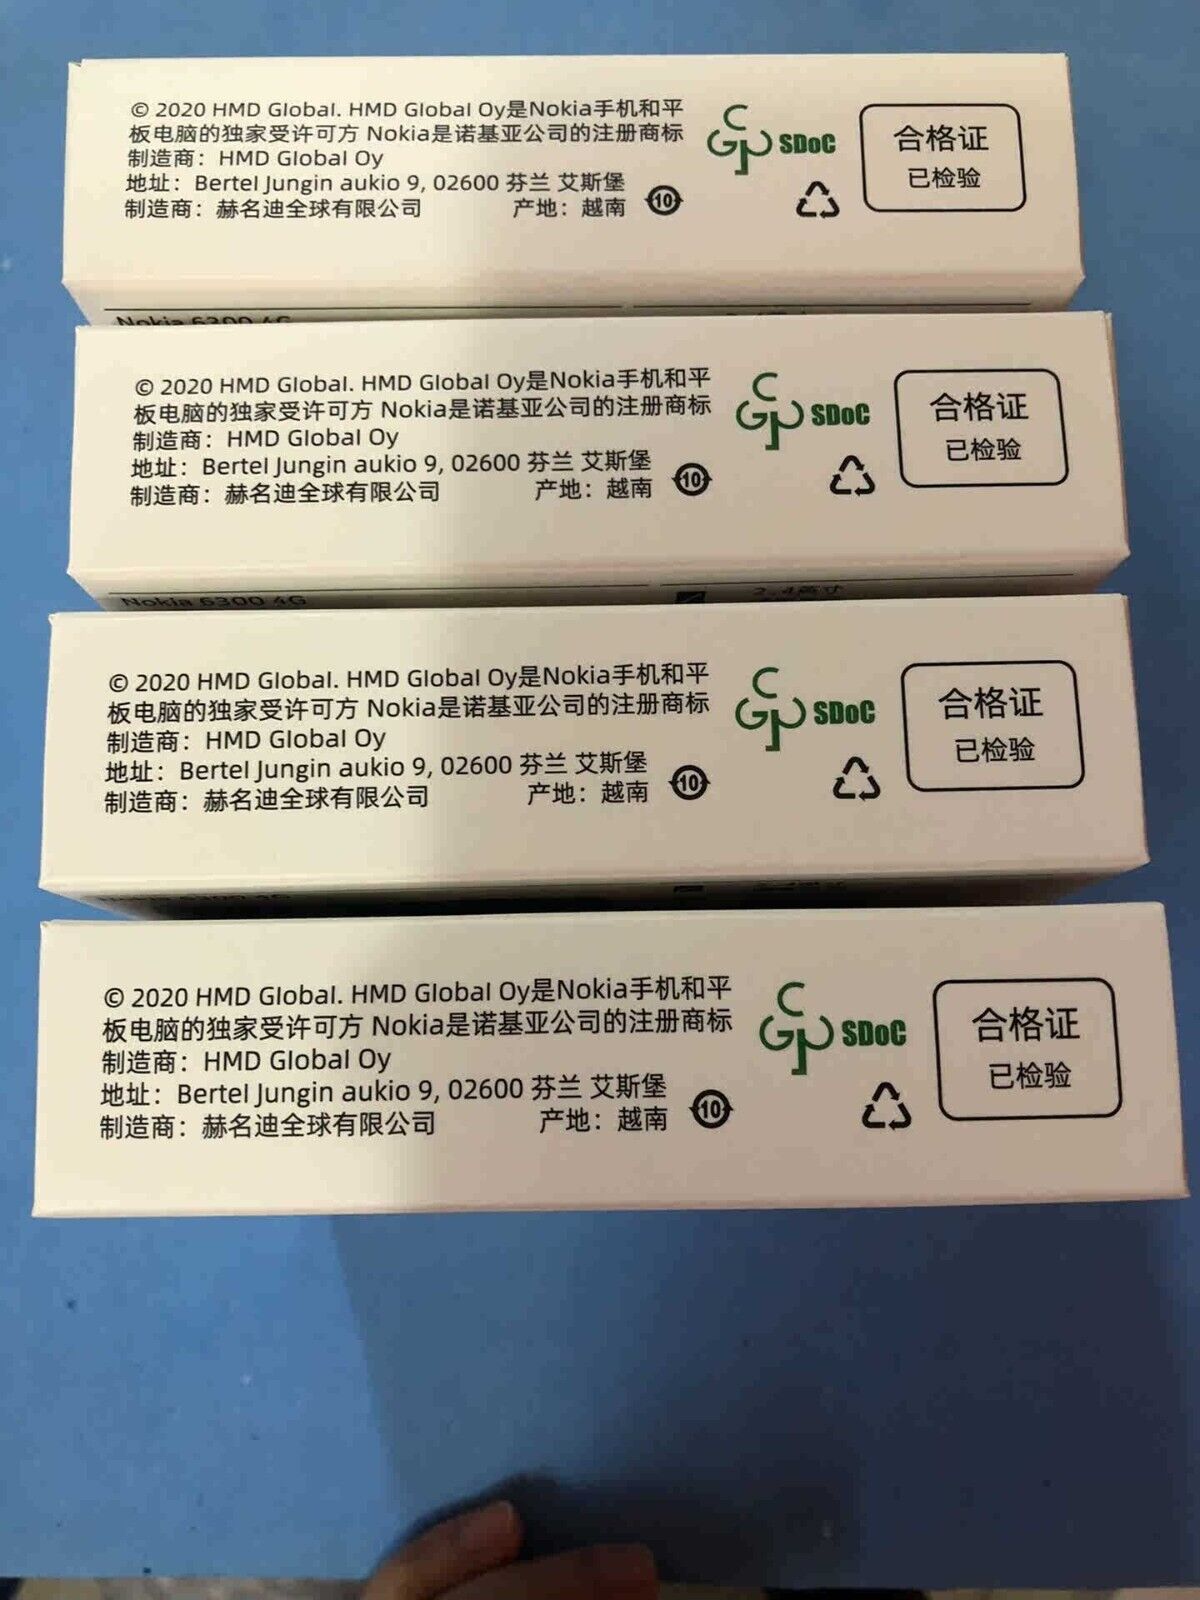 © 2020 HMD Global. HMD Global Oy是Nokia手机和平
板电脑的独家受许可方 Nokia是诺基亚公司的注册商标
制造商：HMD Global Oy
地址：Bertel Jungin aukio 9, 02600 芬兰 艾斯堡
制造商：赫名迪全球有限公司 产地：越南 10
CGP SDoC
合格证
已检验
Nokia 6300 4G
© 2020 HMD Global. HMD Global Oy是Nokia手机和平
板电脑的独家受许可方 Nokia是诺基亚公司的注册商标
制造商：HMD Global Oy
地址：Bertel Jungin aukio 9, 02600 芬兰 艾斯堡
制造商：赫名迪全球有限公司 产地：越南 10
CGP SDoC
合格证
已检验
Nokia 6300 4G 2.4英寸
© 2020 HMD Global. HMD Global Oy是Nokia手机和平
板电脑的独家受许可方 Nokia是诺基亚公司的注册商标
制造商：HMD Global Oy
地址：Bertel Jungin aukio 9, 02600 芬兰 艾斯堡
制造商：赫名迪全球有限公司 产地：越南 10
CGP SDoC
合格证
已检验
© 2020 HMD Global. HMD Global Oy是Nokia手机和平
板电脑的独家受许可方 Nokia是诺基亚公司的注册商标
制造商：HMD Global Oy
地址：Bertel Jungin aukio 9, 02600 芬兰 艾斯堡
制造商：赫名迪全球有限公司 产地：越南 10
CGP SDoC
合格证
已检验